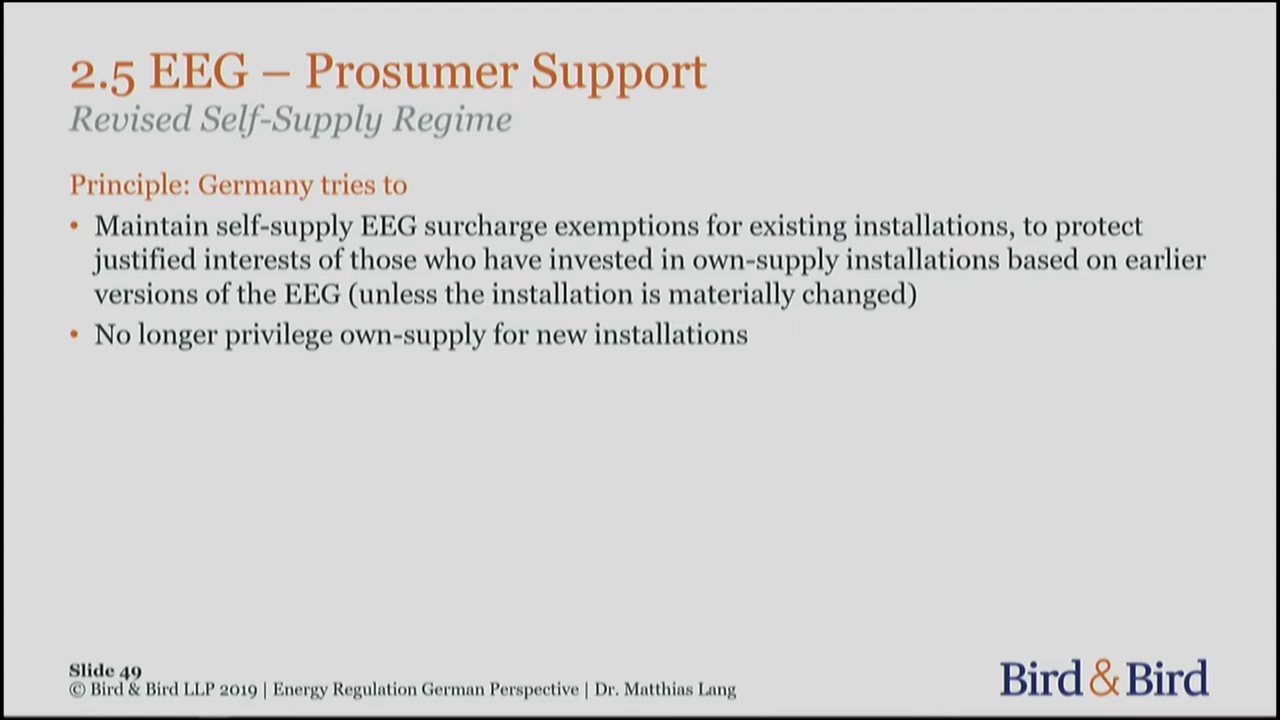 2.5 EEG – Prosumer Support
Revised Self-Supply Regime
Principle: Germany tries to
• Maintain self-supply EEG surcharge exemptions for existing installations, to protect
justified interests of those who have invested in own-supply installations based on earlier
versions of the EEG (unless the installation is materially changed)
• No longer privilege own-supply for new installations
Slide 49
© Bird & Bird LLP 2019 | Energy Regulation German Perspective | Dr. Matthias Lang
Bird & Bird